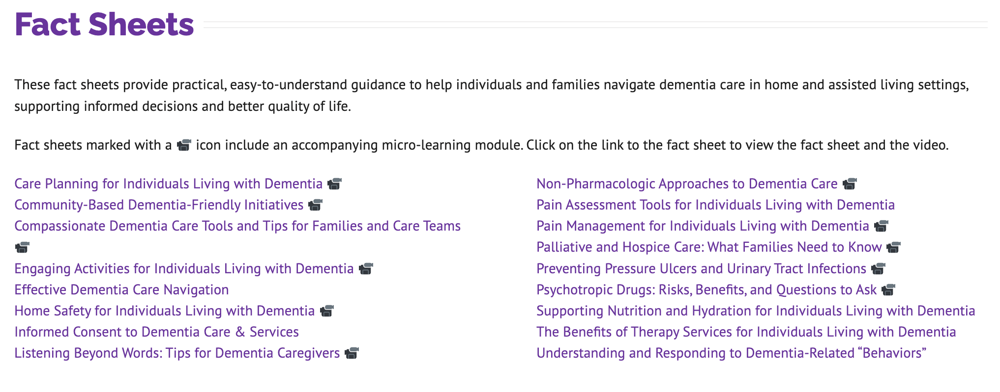 Fact Sheets
These fact sheets provide practical, easy-to-understand guidance to help individuals and families navigate dementia care in home and assisted living settings,
supporting informed decisions and better quality of life.
Fact sheets marked with a icon include an accompanying micro-learning module. Click on the link to the fact sheet to view the fact sheet and the video.
Care Planning for Individuals Living with Dementia
Community-Based Dementia-Friendly Initiatives
Compassionate Dementia Care Tools and Tips for Families and Care Teams
Engaging Activities for Individuals Living with Dementia
Effective Dementia Care Navigation
Home Safety for Individuals Living with Dementia
Informed Consent to Dementia Care & Services
Listening Beyond Words: Tips for Dementia Caregivers
Non-Pharmacologic Approaches to Dementia Care
Pain Assessment Tools for Individuals Living with Dementia
Pain Management for Individuals Living with Dementia
Palliative and Hospice Care: What Families Need to Know
Preventing Pressure Ulcers and Urinary Tract Infections
Psychotropic Drugs: Risks, Benefits, and Questions to Ask
Supporting Nutrition and Hydration for Individuals Living with Dementia
The Benefits of Therapy Services for Individuals Living with Dementia
Understanding and Responding to Dementia-Related “Behaviors”